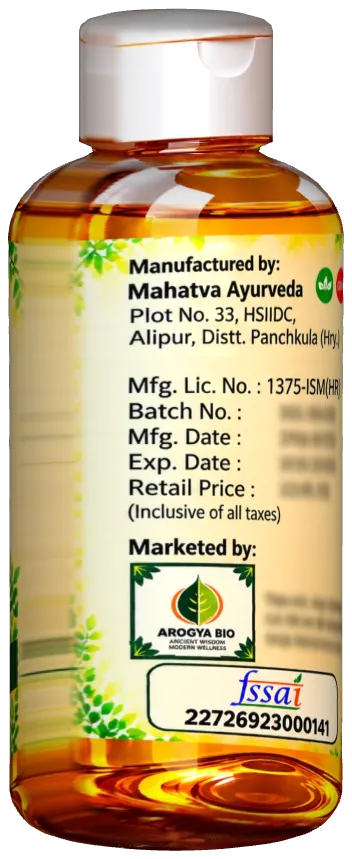 Manufactured by:
Mahatva Ayurveda
Plot No. 33, HSIIDC,
Alipur, Distt. Panchkula (Hry.)
Mfg. Lic. No. : 1375-ISM(HR)
Batch No. :
Mfg. Date :
Exp. Date :
Retail Price :
(Inclusive of all taxes)
Marketed by:
AROGYA BIO
ANCIENT WISDOM
MODERN WELLNESS
fssai
22726923000141